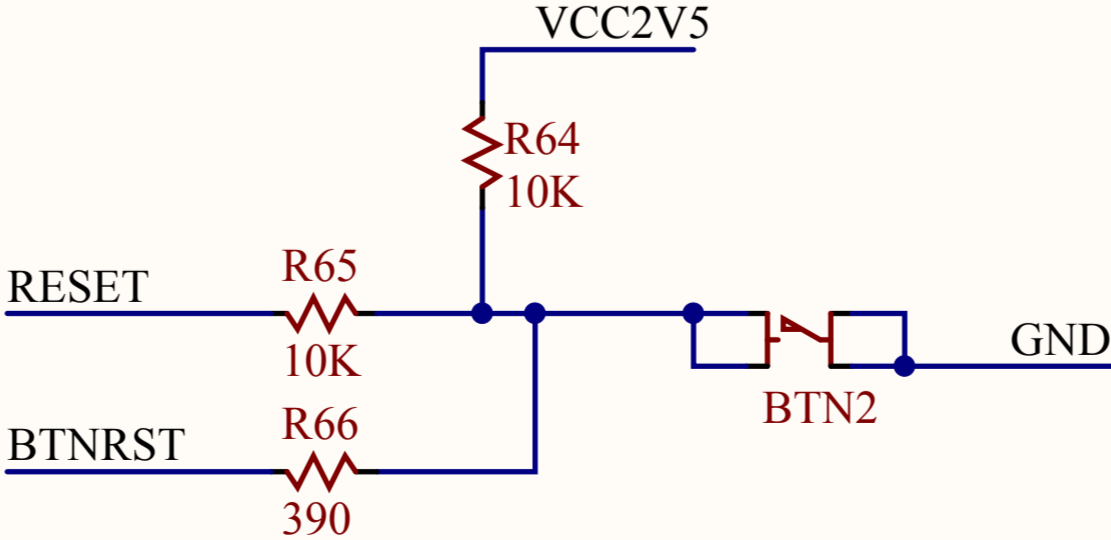 VCC2V5
R64
10K
R65
RESET
10K
GND
BTN2
R66
BTNRST
390